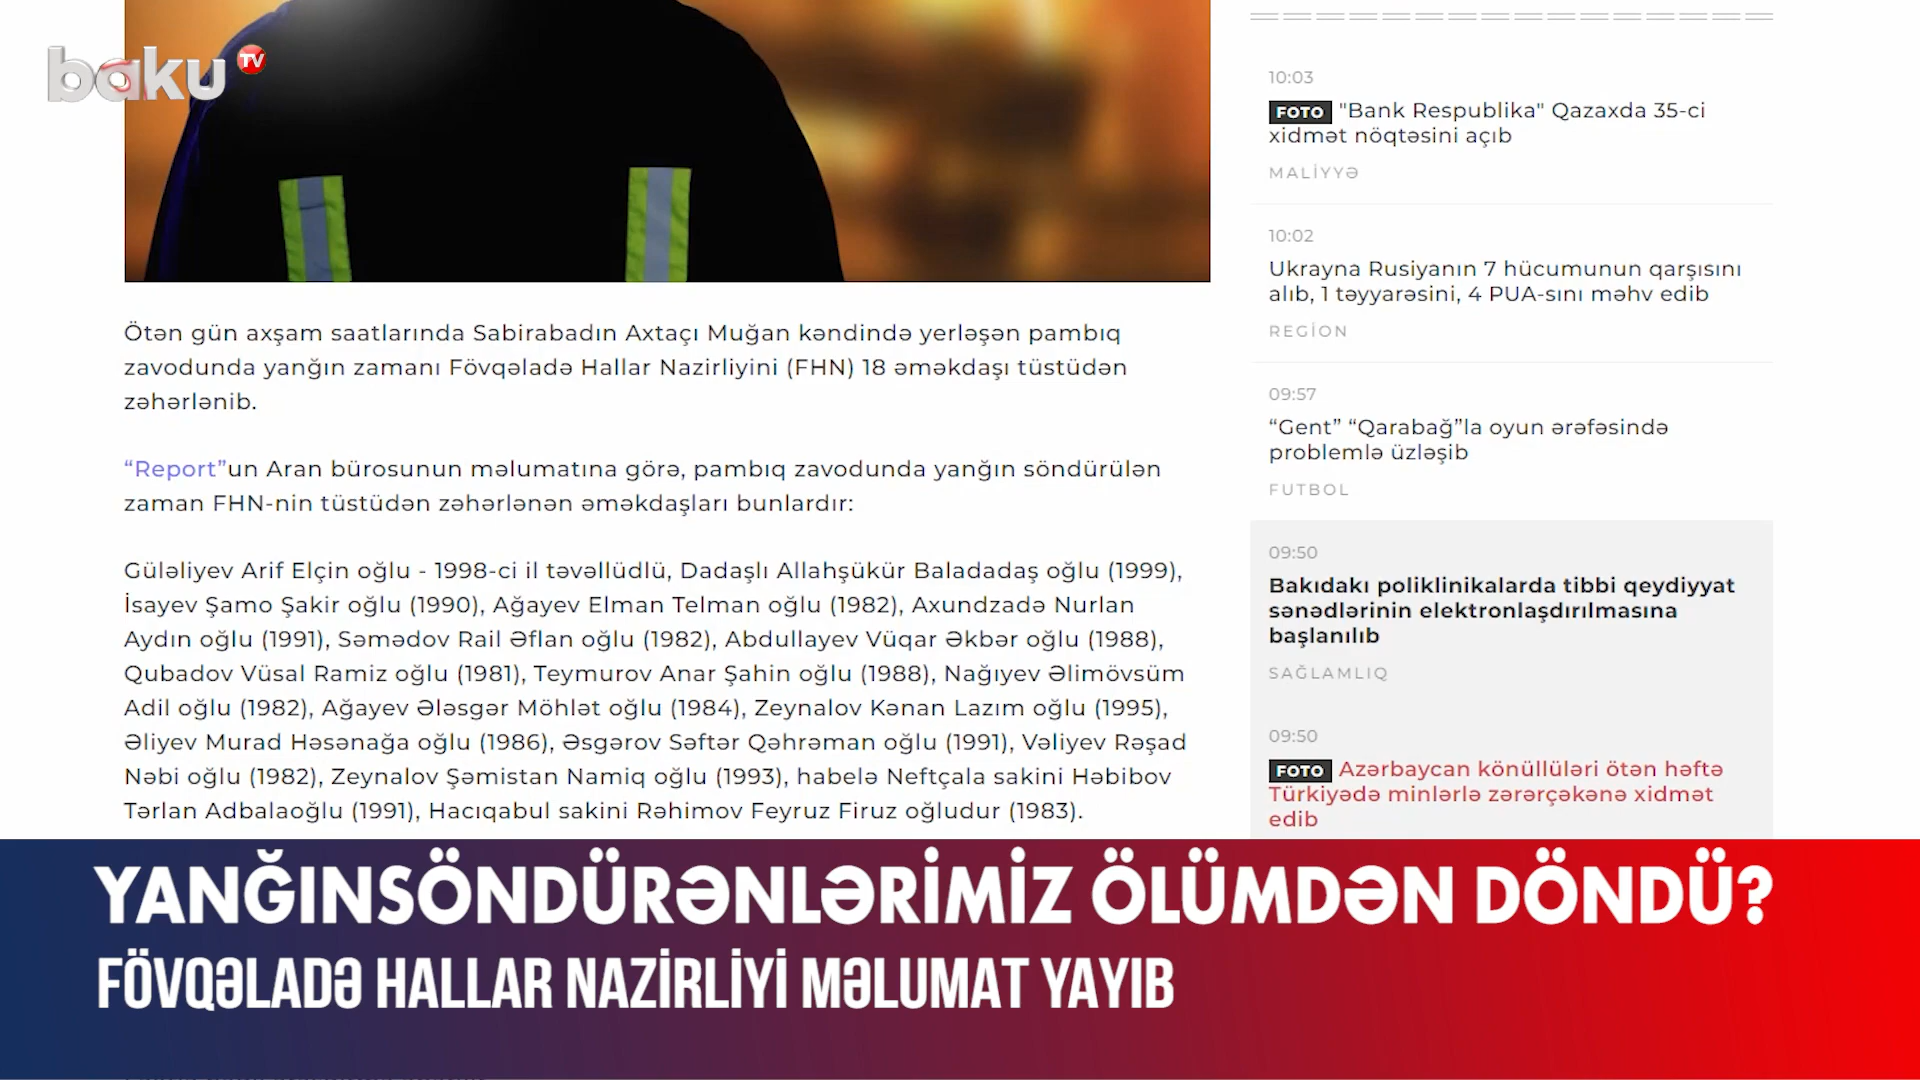 baku TV
Ötən gün axşam saatlarında Sabirabadın Axtaçı Muğan kəndində yerləşən pambıq
zavodunda yanğın zamanı Fövqəladə Hallar Nazirliyini (FHN) 18 əməkdaşı tüstüdən
zəhərlənib.
“Report”un Aran bürosunun məlumatına görə, pambıq zavodunda yanğın söndürülən
zaman FHN-nin tüstüdən zəhərlənən əməkdaşları bunlardır:
Güləliyev Arif Elçin oğlu - 1998-ci il təvəllüdlü, Dadaşlı Allahşükür Baladadaş oğlu (1999),
İsayev Şamo Şakir oğlu (1990), Ağayev Elman Telman oğlu (1982), Axundzadə Nurlan
Aydın oğlu (1991), Səmədov Rail Əflan oğlu (1982), Abdullayev Vüqar Əkbər oğlu (1988),
Qubadov Vüsal Ramiz oğlu (1981), Teymurov Anar Şahin oğlu (1988), Nağıyev Əlimövsüm
Adil oğlu (1982), Ağayev Ələsgər Möhlət oğlu (1984), Zeynalov Kənan Lazım oğlu (1995),
Əliyev Murad Həsənağa oğlu (1986), Əsgərov Səftər Qəhrəman oğlu (1991), Vəliyev Rəşad
Nəbi oğlu (1982), Zeynalov Şəmistan Namiq oğlu (1993), habelə Neftçala sakini Həbibov
Tərlan Adbalaoğlu (1991), Hacıqabul sakini Rəhimov Feyruz Firuz oğludur (1983).
10:03
FOTO "Bank Respublika" Qazaxda 35-ci
xidmət nöqtəsini açıb
MALİYYƏ
10:02
Ukrayna Rusiyanın 7 hücumunun qarşısını
alıb, 1 təyyarəsini, 4 PUA-sını məhv edib
REGİON
09:57
“Gent” “Qarabağ”la oyun ərəfəsində
problemlə üzləşib
FUTBOL
09:50
Bakıdakı poliklinikalarda tibbi qeydiyyat
sənədlərinin elektronlaşdırılmasına
başlanılıb
SAĞLAMLIQ
09:50
FOTO Azərbaycan könüllüləri ötən həftə
Türkiyədə minlərlə zərərçəkənə xidmət
edib
YANĞINSÖNDÜRƏNLƏRİMİZ ÖLÜMDƏN DÖNDÜ?
FÖVQƏLADƏ HALLAR NAZİRLİYİ MƏLUMAT YAYIB